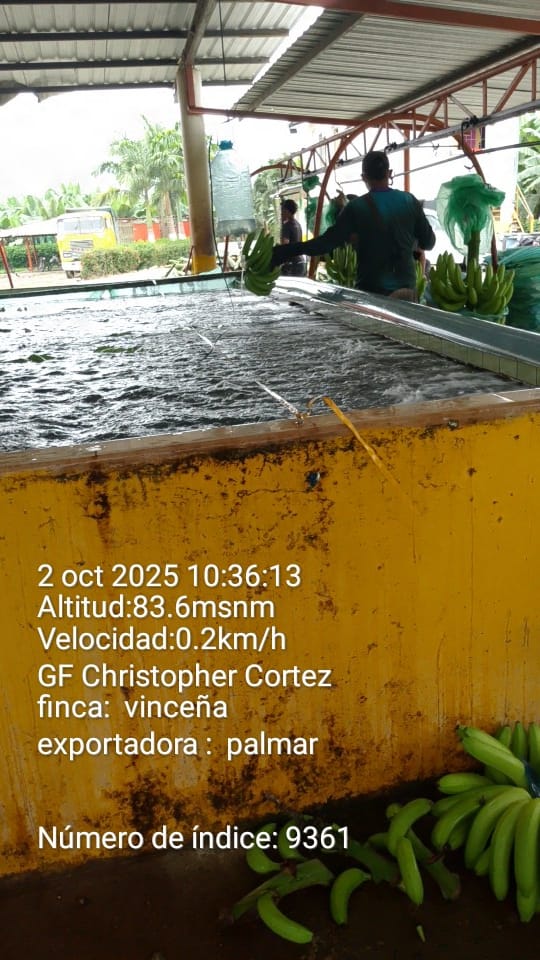 2 oct 2025 10:36:13
Altitud:83.6msnm
Velocidad:0.2km/h
GF Christopher Cortez
finca:  vinceña
exportadora :  palmar
Número de índice: 9361